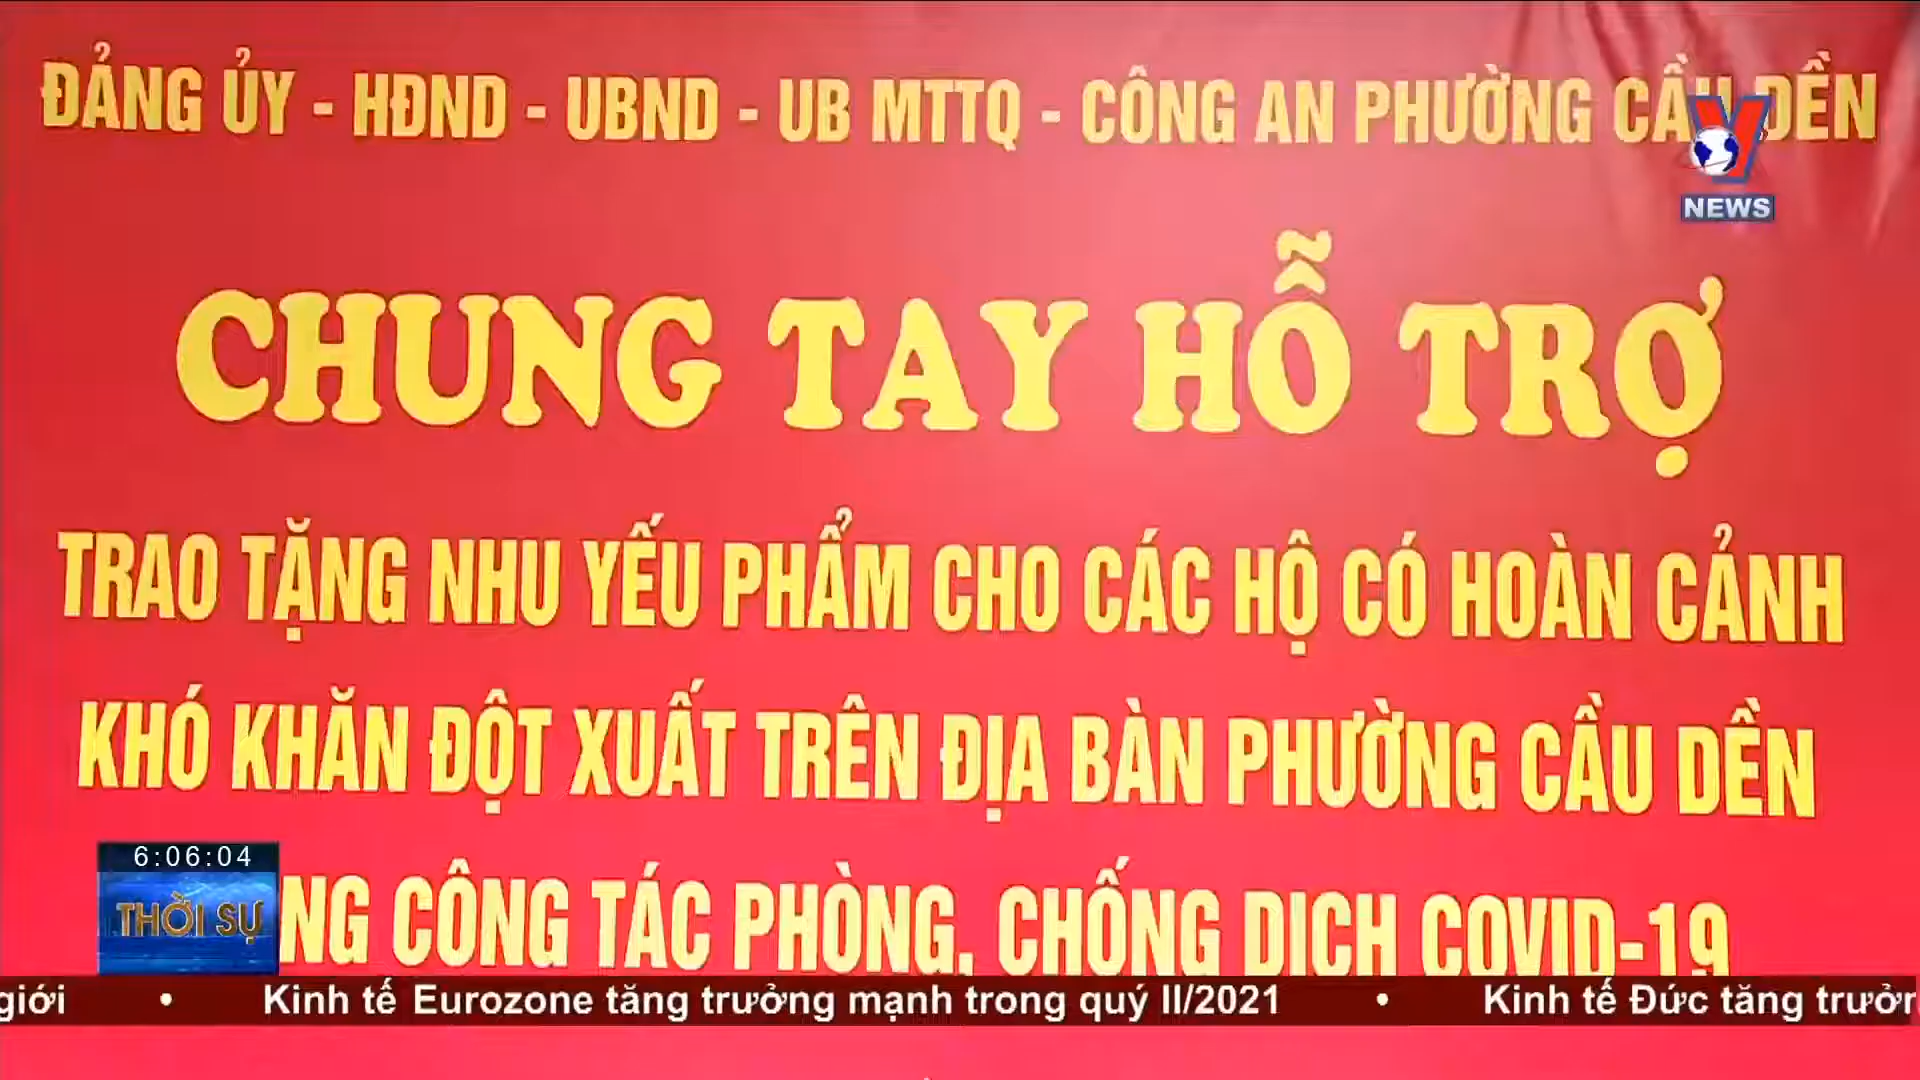 ĐẢNG ỦY - HĐND - UBND - UB MTTQ - CÔNG AN PHƯỜNG CẦU DỀN
NEWS
CHUNG TAY HỖ TRỢ
TRAO TẶNG NHU YẾU PHẨM CHO CÁC HỘ CÓ HOÀN CẢNH
KHÓ KHĂN ĐỘT XUẤT TRÊN ĐỊA BÀN PHƯỜNG CẦU DỀN
NG CÔNG TÁC PHÒNG, CHỐNG DỊCH COVID-19
6:06:04
THỜI SỰ
giới • Kinh tế Eurozone tăng trưởng mạnh trong quý II/2021 • Kinh tế Đức tăng trưởn